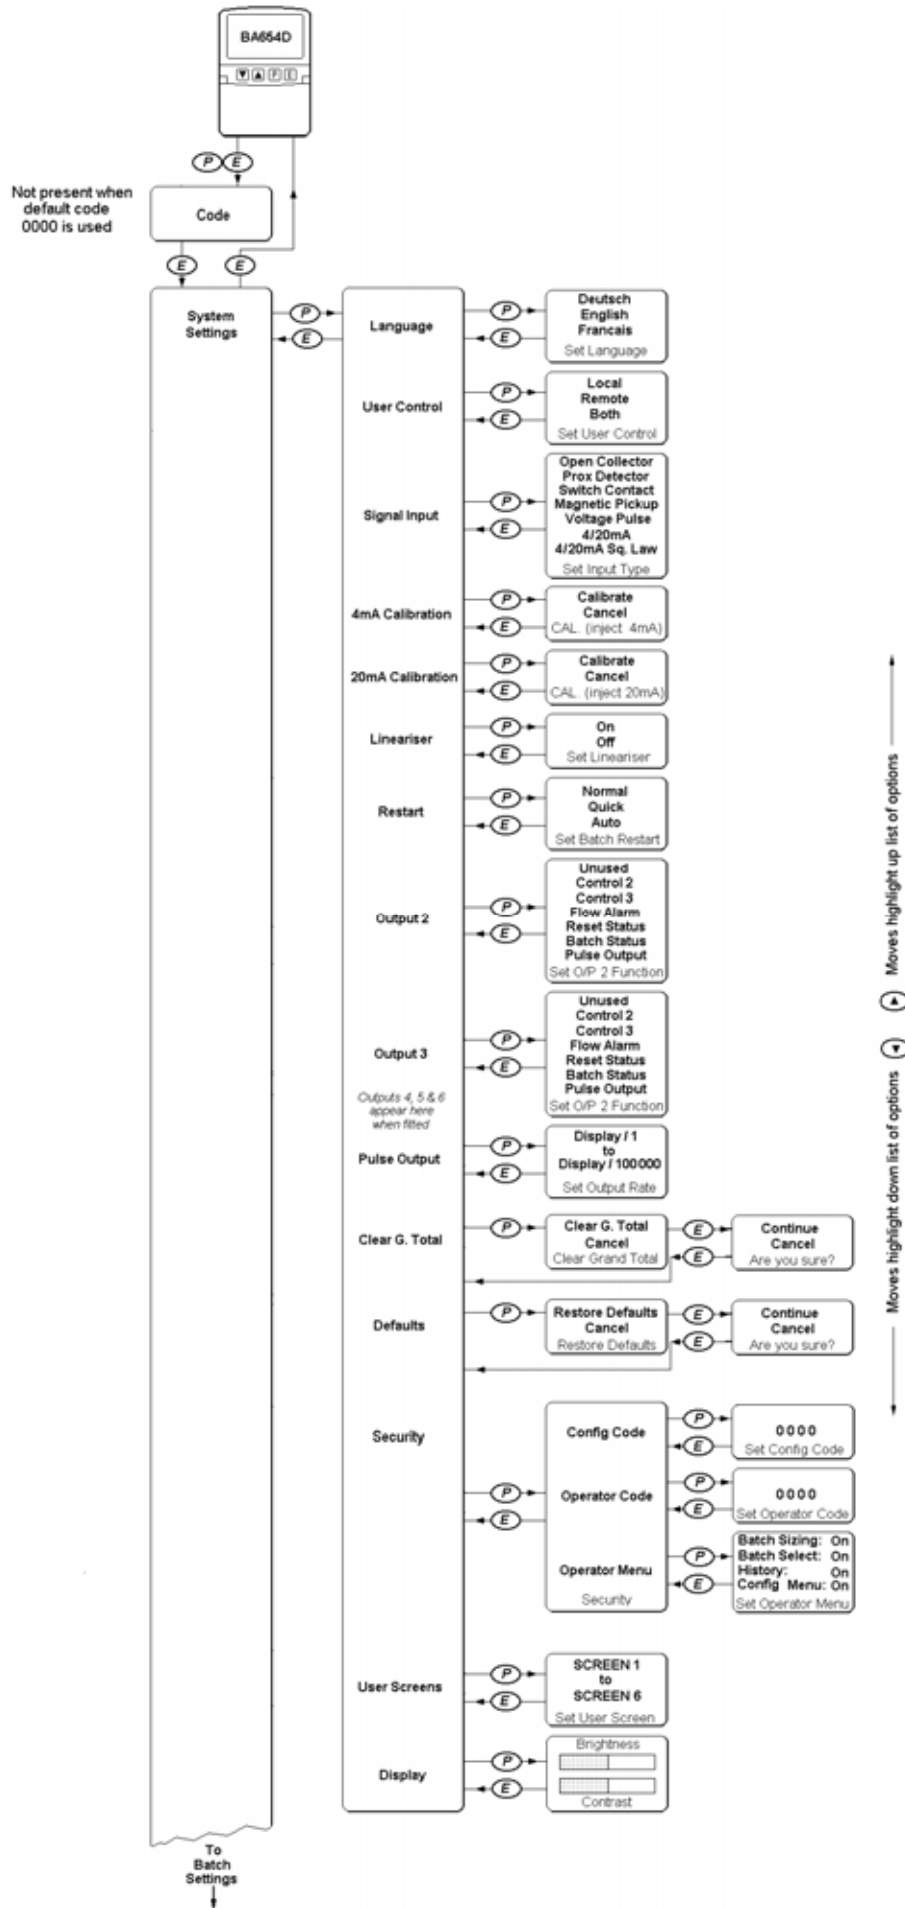 BA654D
P E
P E
Not present when
default code
0000 is used
Code
E E
System
Settings
P
E
Language
P
E
Deutsch
English
Francais
Set Language
User Control
P
E
Local
Remote
Both
Set User Control
Signal Input
P
E
Open Collector
Prox Detector
Switch Contact
Magnetic Pickup
Voltage Pulse
4/20mA
4/20mA Sq. Law
Set Input Type
4mA Calibration
P
E
Calibrate
Cancel
CAL. (inject 4mA)
20mA Calibration
P
E
Calibrate
Cancel
CAL. (inject 20mA)
Lineariser
P
E
On
Off
Set Lineariser
Restart
P
E
Normal
Quick
Auto
Set Batch Restart
Output 2
P
E
Unused
Control 2
Control 3
Flow Alarm
Reset Status
Batch Status
Pulse Output
Set O/P 2 Function
Output 3
P
E
Unused
Control 2
Control 3
Flow Alarm
Reset Status
Batch Status
Pulse Output
Set O/P 2 Function
Outputs 4, 5 & 6
appear here
when fitted
Pulse Output
P
E
Display / 1
to
Display / 100000
Set Output Rate
Clear G. Total
P
Clear G. Total
Cancel
Clear Grand Total
E
E
Continue
Cancel
Are you sure?
Defaults
P
Restore Defaults
Cancel
Restore Defaults
E
E
Continue
Cancel
Are you sure?
Security
P
E
Config Code
P
E
0000
Set Config Code
Operator Code
P
E
0000
Set Operator Code
Operator Menu
Security
P
E
Batch Sizing: On
Batch Select: On
History: On
Config Menu: On
Set Operator Menu
User Screens
P
E
SCREEN 1
to
SCREEN 6
Set User Screen
Display
P
E
Brightness
Contrast
To
Batch
Settings
Moves highlight up list of options
Moves highlight down list of options